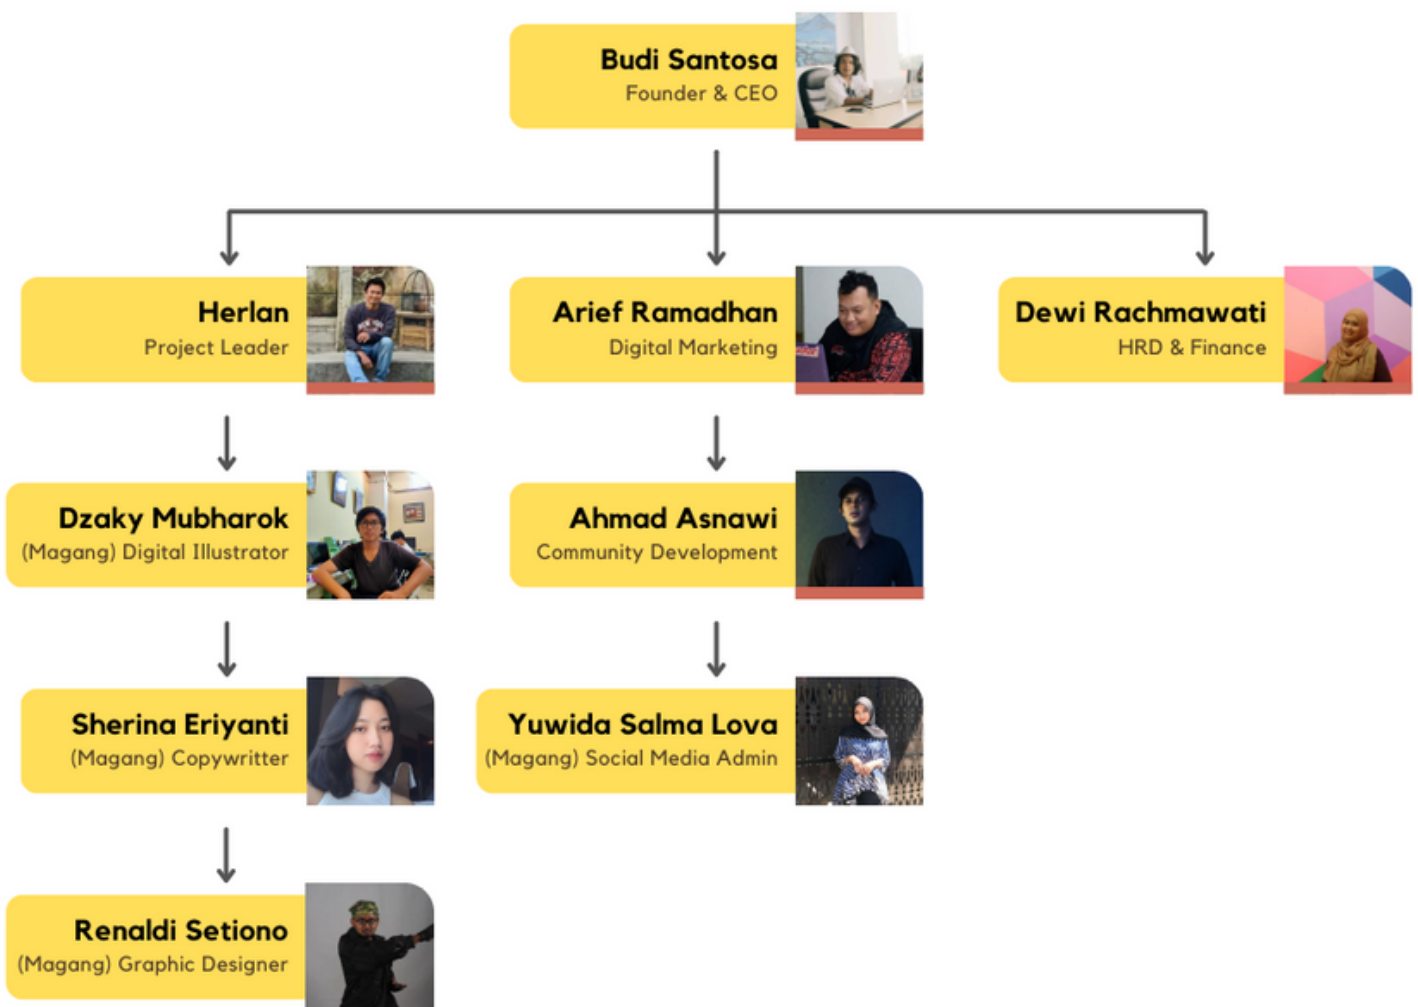 Budi Santosa
Founder & CEO
Herlan
Project Leader
Arief Ramadhan
Digital Marketing
Dewi Rachmawati
HRD & Finance
Dzaky Mubharok
(Magang) Digital Illustrator
Ahmad Asnawi
Community Development
Sherina Eriyanti
(Magang) Copywritter
Yuwida Salma Lova
(Magang) Social Media Admin
Renaldi Setiono
(Magang) Graphic Designer